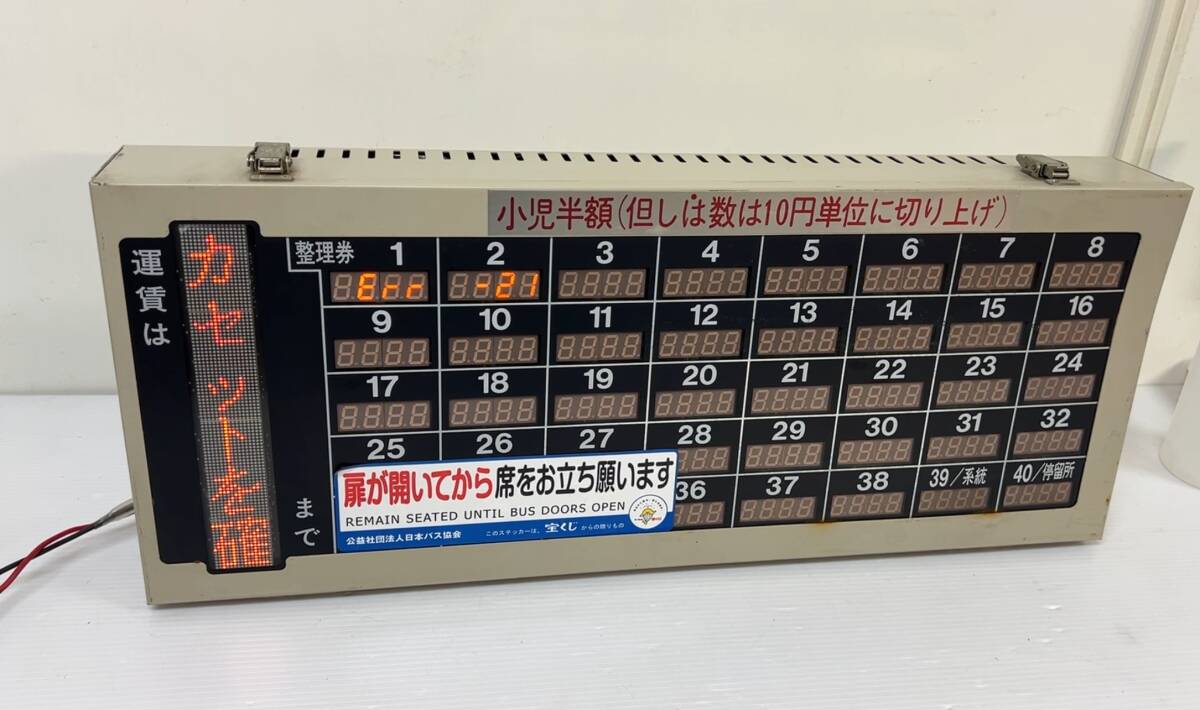 小児半額(但しは数は10円単位に切り上げ)
運賃は
カセットを確
まで
整理券 1 2 3 4 5 6 7 8
Err -21
9 10 11 12 13 14 15 16
17 18 19 20 21 22 23 24
25 26 27 28 29 30 31 32
36 37 38 39/系統 40/停留所
扉が開いてから席をお立ち願います
REMAIN SEATED UNTIL BUS DOORS OPEN
公益社団法人日本バス協会 このステッカーは、宝くじからの贈りもの